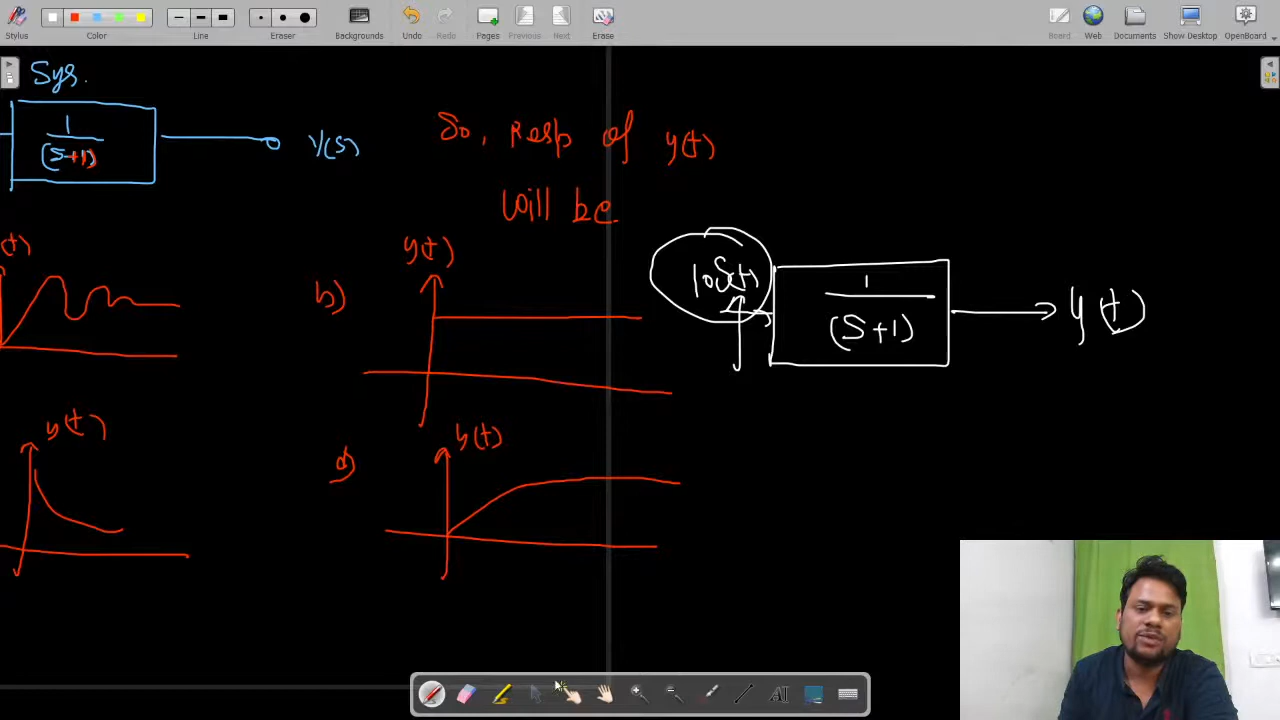 Stylus
Color
Line
Eraser
Backgrounds
Undo
Redo
Pages
Previous
Next
Erase
Board
Web
Documents
Show Desktop
OpenBoard
Sys.
1
(S+1)
Y(S)
So, Resp of y(t)
will be
(t)
b)
y(t)
10δ(t)
1
(S+1)
y(t)
y(t)
d)
y(t)